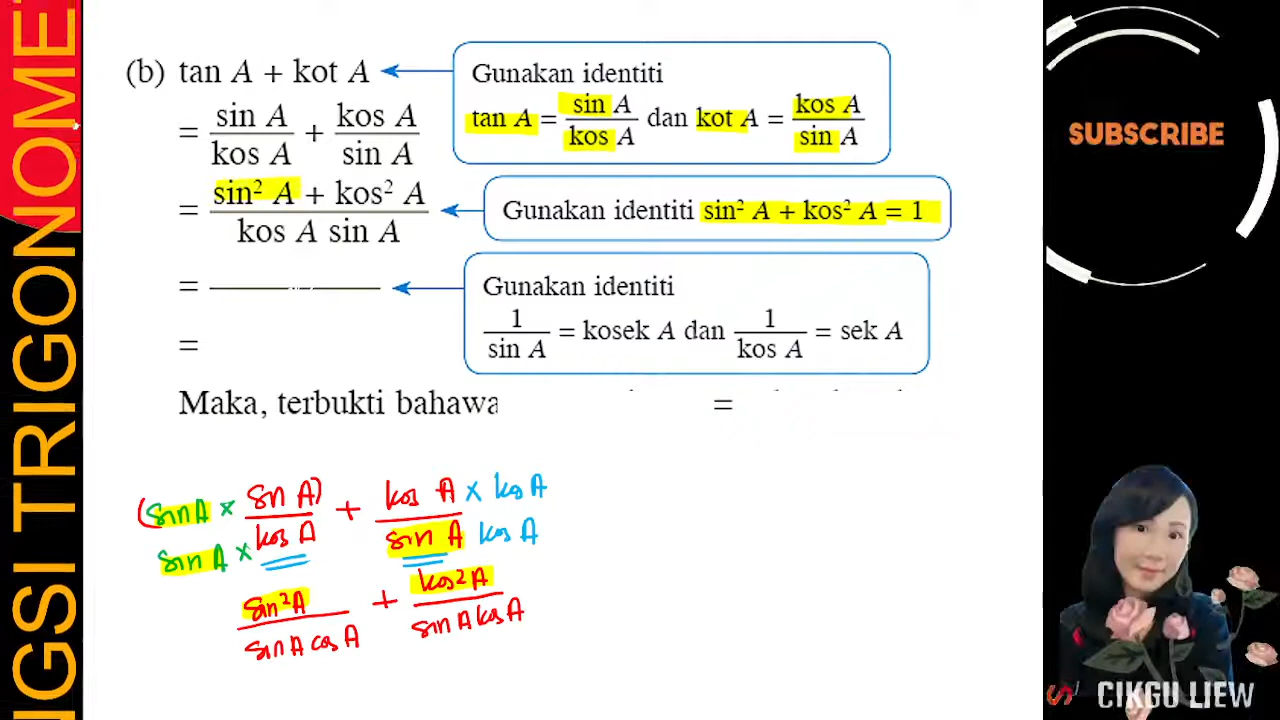 IGSI TRIGONOME
(b) tan A + kot A
Gunakan identiti
tan A = sin A / kos A dan kot A = kos A / sin A
= sin A / kos A + kos A / sin A
= sin² A + kos² A / kos A sin A
Gunakan identiti sin² A + kos² A = 1
=
Gunakan identiti
1 / sin A = kosek A dan 1 / kos A = sek A
=
Maka, terbukti bahawa =
(sin A × sin A) / sin A × kos A + kos A × kos A / sin A kos A
sin²A / sin A cos A + kos²A / sin A kos A
SUBSCRIBE
CIKGU LIEW